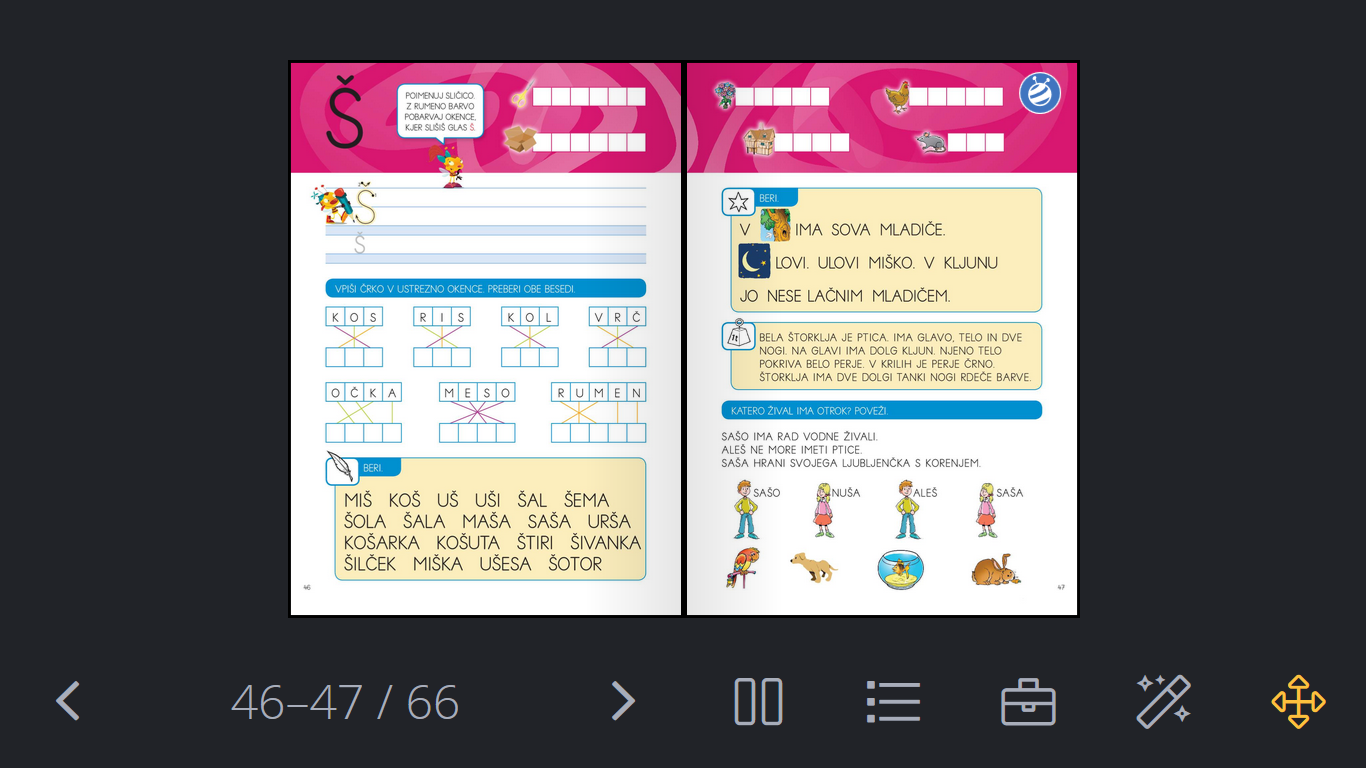 Š
POIMENUJ SLIČICO.
Z RUMENO BARVO
POBARVAJ OKENCE,
KJER SLIŠIŠ GLAS Š.
Š
Š
VPIŠI ČRKO V USTREZNO OKENCE. PREBERI OBE BESEDI.
K O S R I S K O L V R Č
O Č K A M E S O R U M E N
BERI.
MIŠ KOŠ UŠ UŠI ŠAL ŠEMA
ŠOLA ŠALA MAŠA SAŠA URŠA
KOŠARKA KOŠUTA ŠTIRI ŠIVANKA
ŠILČEK MIŠKA UŠESA ŠOTOR
46
BERI.
V IMA SOVA MLADIČE.
LOVI. ULOVI MIŠKO. V KLJUNU
JO NESE LAČNIM MLADIČEM.
1t
BELA ŠTORKLJA JE PTICA. IMA GLAVO, TELO IN DVE
NOGI. NA GLAVI IMA DOLG KLJUN. NJENO TELO
POKRIVA BELO PERJE. V KRILIH JE PERJE ČRNO.
ŠTORKLJA IMA DVE DOLGI TANKI NOGI RDEČE BARVE.
KATERO ŽIVAL IMA OTROK? POVEŽI.
SAŠO IMA RAD VODNE ŽIVALI.
ALEŠ NE MORE IMETI PTICE.
SAŠA HRANI SVOJEGA LJUBLJENČKA S KORENJEM.
SAŠO NUŠA ALEŠ SAŠA
47
46–47 / 66